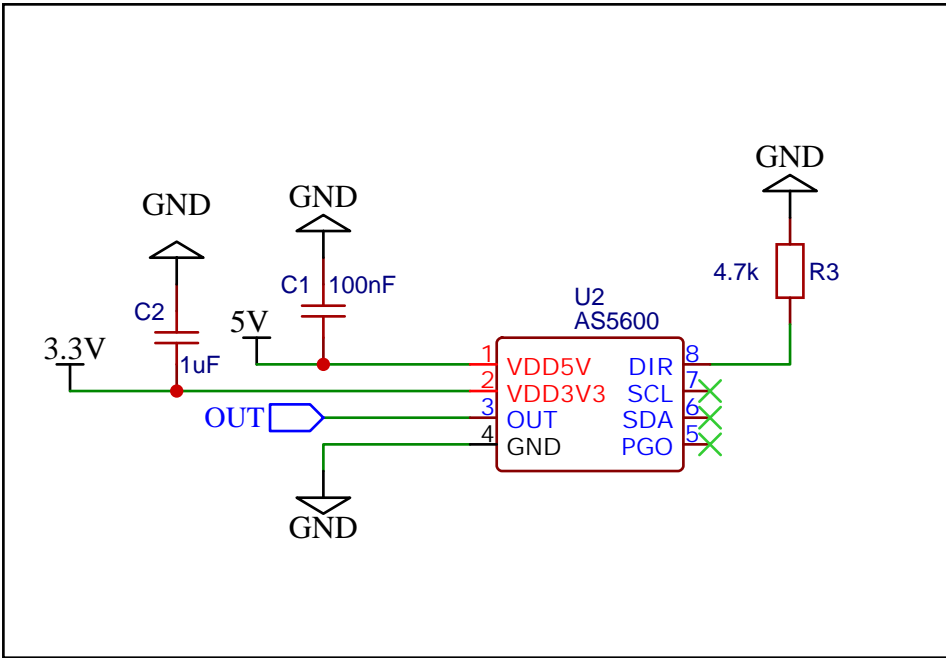 GND
GND
GND
C1 100nF
4.7k R3
C2
U2
AS5600
5V
3.3V
1uF
1 VDD5V DIR 8
2 VDD3V3 SCL 7
OUT 3 OUT SDA 6
4 GND PGO 5
GND